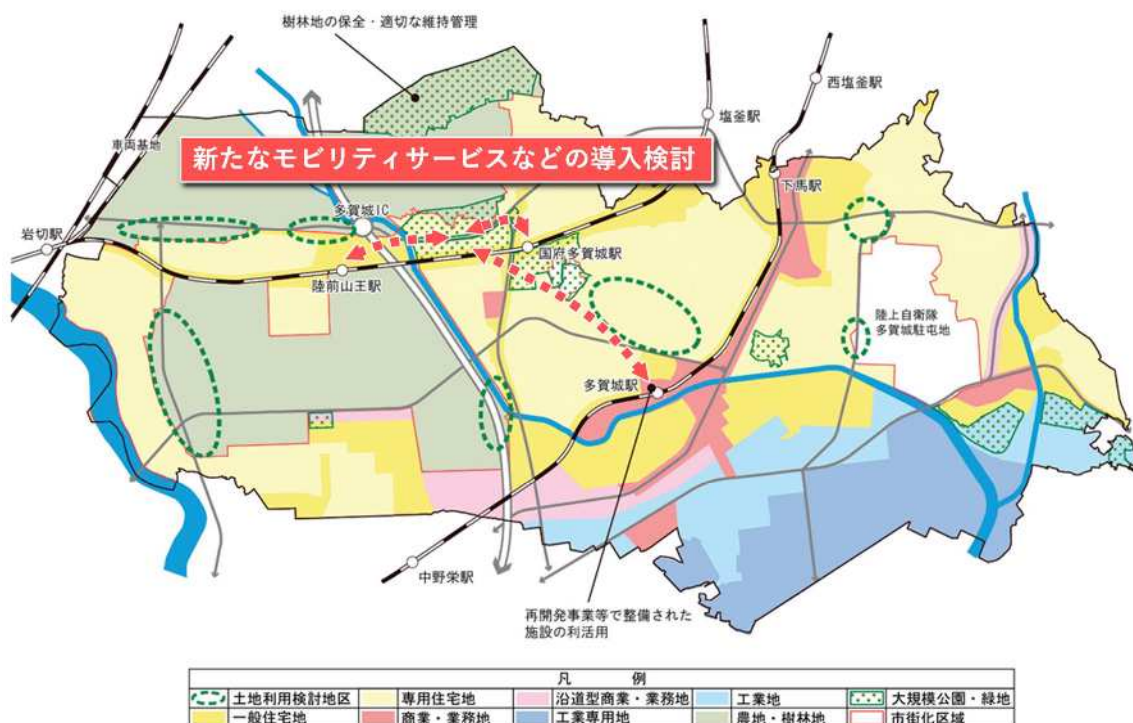 樹林地の保全・適切な維持管理
西塩釜駅
塩釜駅
車両基地
新たなモビリティサービスなどの導入検討
下馬駅
多賀城IC
岩切駅
国府多賀城駅
陸前山王駅
陸上自衛隊
多賀城駐屯地
多賀城駅
中野栄駅
再開発事業等で整備された
施設の利活用
凡 例
土地利用検討地区 専用住宅地 沿道型商業・業務地 工業地 大規模公園・緑地
一般住宅地 商業・業務地 工業専用地 農地・樹林地 市街化区域